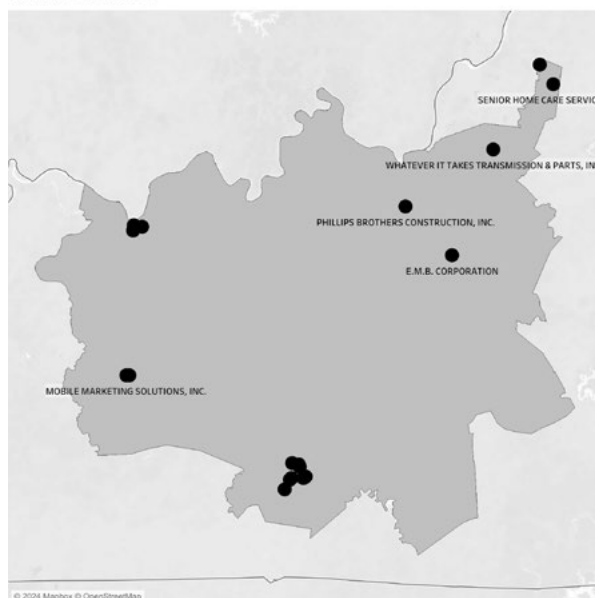 SENIOR HOME CARE SERVIC
WHATEVER IT TAKES TRANSMISSION & PARTS, IN
PHILLIPS BROTHERS CONSTRUCTION, INC.
E.M.B. CORPORATION
MOBILE MARKETING SOLUTIONS, INC.
© 2024 Mapbox © OpenStreetMap